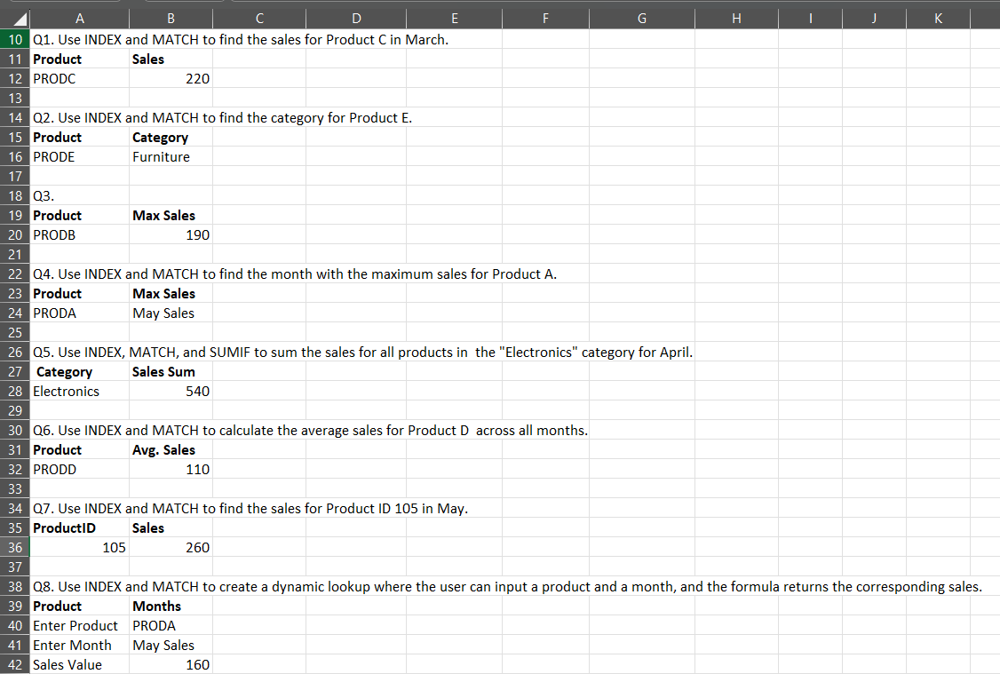 A B C D E F G H I J K
10 Q1. Use INDEX and MATCH to find the sales for Product C in March.
11 Product Sales
12 PRODC 220
13
14 Q2. Use INDEX and MATCH to find the category for Product E.
15 Product Category
16 PRODE Furniture
17
18 Q3.
19 Product Max Sales
20 PRODB 190
21
22 Q4. Use INDEX and MATCH to find the month with the maximum sales for Product A.
23 Product Max Sales
24 PRODA May Sales
25
26 Q5. Use INDEX, MATCH, and SUMIF to sum the sales for all products in  the "Electronics" category for April.
27 Category Sales Sum
28 Electronics 540
29
30 Q6. Use INDEX and MATCH to calculate the average sales for Product D  across all months.
31 Product Avg. Sales
32 PRODD 110
33
34 Q7. Use INDEX and MATCH to find the sales for Product ID 105 in May.
35 ProductID Sales
36 105 260
37
38 Q8. Use INDEX and MATCH to create a dynamic lookup where the user can input a product and a month, and the formula returns the corresponding sales.
39 Product Months
40 Enter Product PRODA
41 Enter Month May Sales
42 Sales Value 160